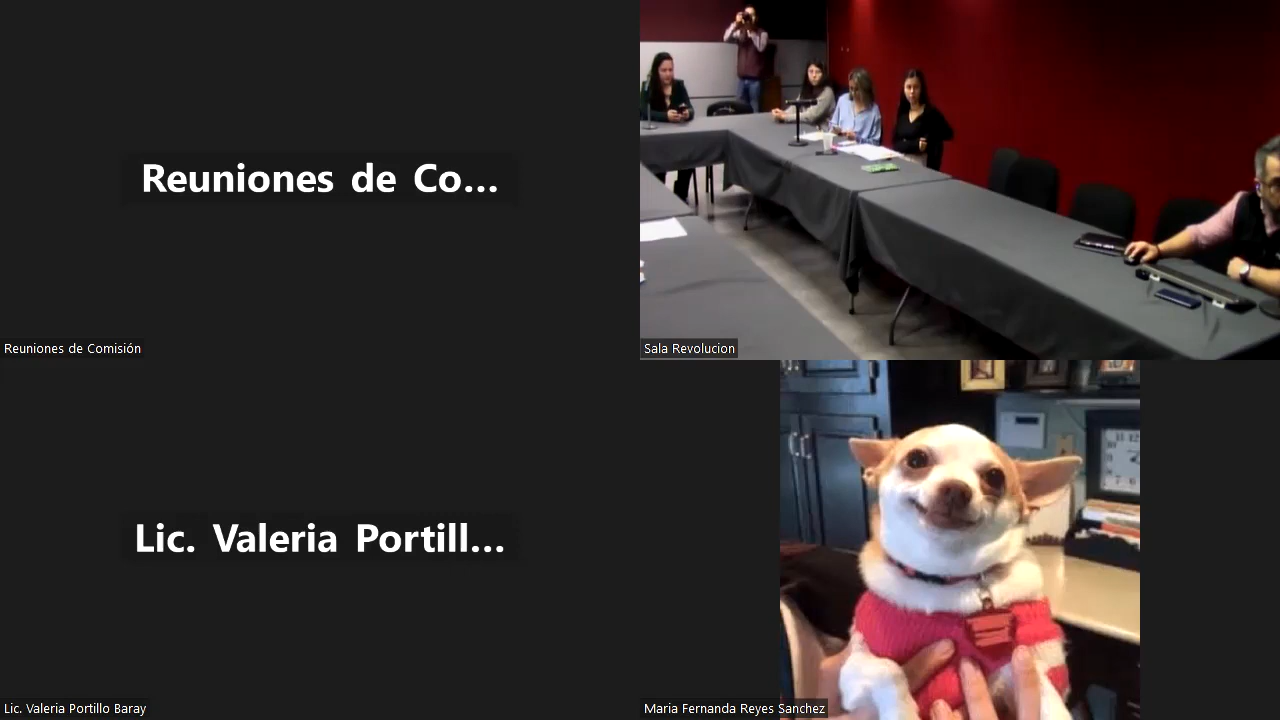 Reuniones de Co...
Reuniones de Comisión
Sala Revolucion
Lic. Valeria Portill...
Lic. Valeria Portillo Baray
Maria Fernanda Reyes Sanchez